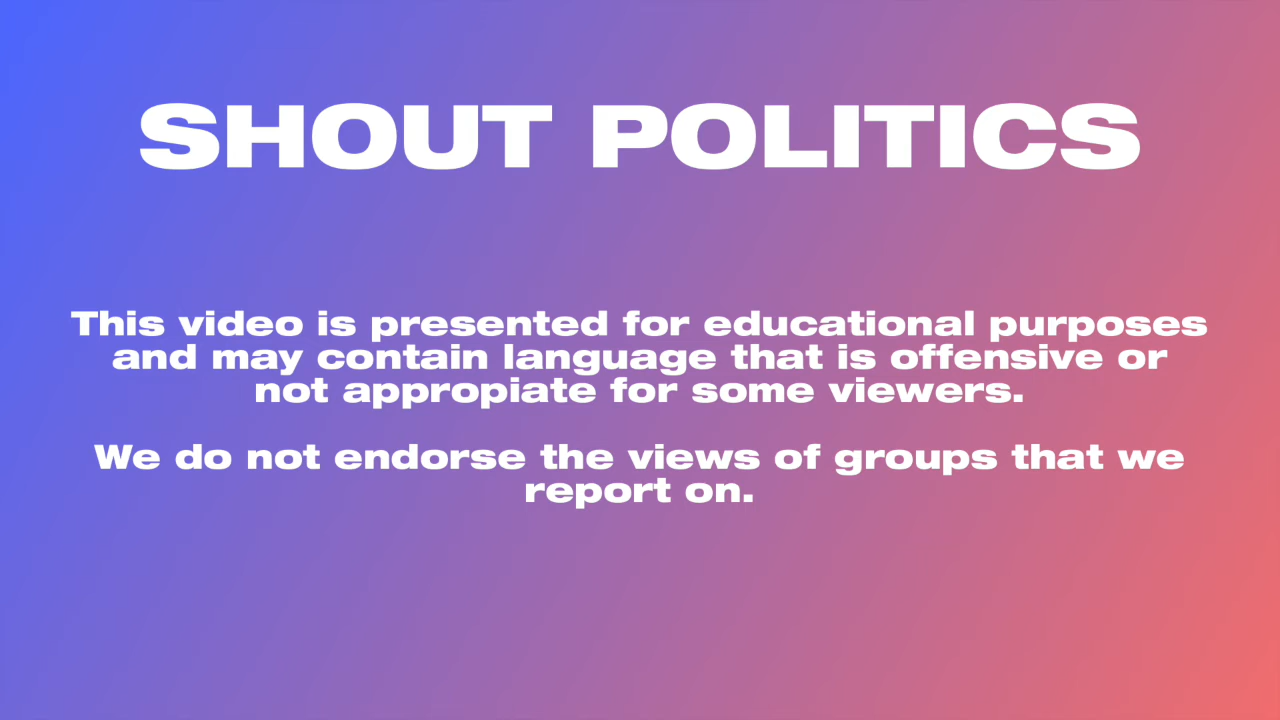 SHOUT POLITICS
This video is presented for educational purposes
and may contain language that is offensive or
not appropiate for some viewers.
We do not endorse the views of groups that we
report on.